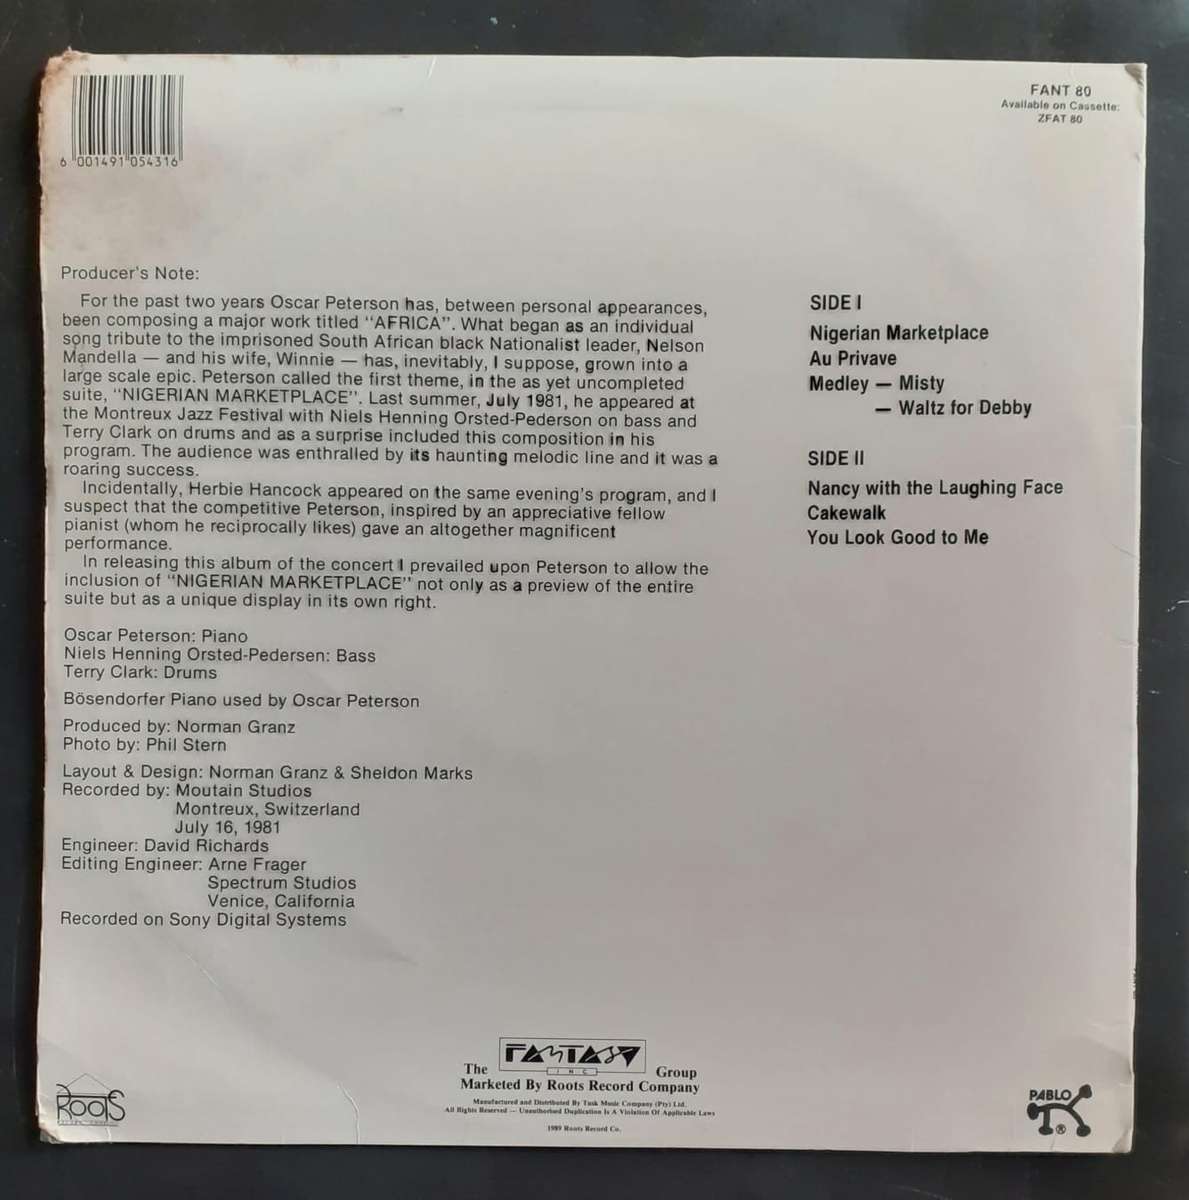 6 001491 054316
FANT 80
Available on Cassette:
ZFAT 80
Producer's Note:
For the past two years Oscar Peterson has, between personal appearances,
been composing a major work titled "AFRICA". What began as an individual
song tribute to the imprisoned South African black Nationalist leader, Nelson
Mandella — and his wife, Winnie — has, inevitably, I suppose, grown into a
large scale epic. Peterson called the first theme, in the as yet uncompleted
suite, "NIGERIAN MARKETPLACE". Last summer, July 1981, he appeared at
the Montreux Jazz Festival with Niels Henning Orsted-Pederson on bass and
Terry Clark on drums and as a surprise included this composition in his
program. The audience was enthralled by its haunting melodic line and it was a
roaring success.
Incidentally, Herbie Hancock appeared on the same evening's program, and I
suspect that the competitive Peterson, inspired by an appreciative fellow
pianist (whom he reciprocally likes) gave an altogether magnificent
performance.
In releasing this album of the concert I prevailed upon Peterson to allow the
inclusion of "NIGERIAN MARKETPLACE" not only as a preview of the entire
suite but as a unique display in its own right.
Oscar Peterson: Piano
Niels Henning Orsted-Pedersen: Bass
Terry Clark: Drums
Bösendorfer Piano used by Oscar Peterson
Produced by: Norman Granz
Photo by: Phil Stern
Layout & Design: Norman Granz & Sheldon Marks
Recorded by: Moutain Studios
Montreux, Switzerland
July 16, 1981
Engineer: David Richards
Editing Engineer: Arne Frager
Spectrum Studios
Venice, California
Recorded on Sony Digital Systems
SIDE I
Nigerian Marketplace
Au Privave
Medley — Misty
— Waltz for Debby
SIDE II
Nancy with the Laughing Face
Cakewalk
You Look Good to Me
The FANTASY INC Group
Marketed By Roots Record Company
Manufactured and Distributed By Tusk Music Company (Pty) Ltd.
All Rights Reserved — Unauthorised Duplication Is A Violation Of Applicable Laws
1989 Roots Record Co.
ROOTS
PABLO
®